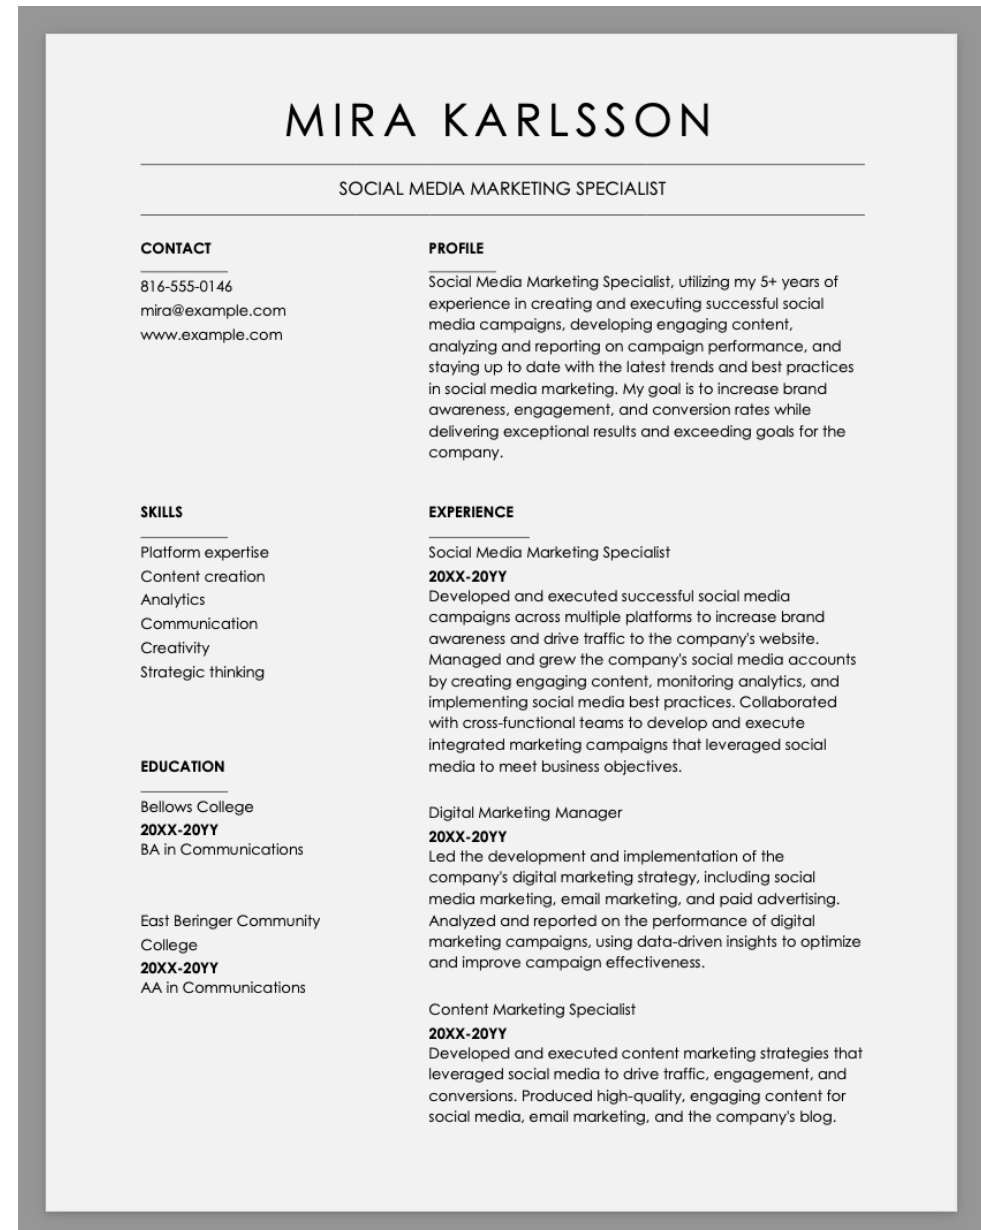 MIRA KARLSSON
SOCIAL MEDIA MARKETING SPECIALIST
CONTACT
816-555-0146
mira@example.com
www.example.com
PROFILE
Social Media Marketing Specialist, utilizing my 5+ years of
experience in creating and executing successful social
media campaigns, developing engaging content,
analyzing and reporting on campaign performance, and
staying up to date with the latest trends and best practices
in social media marketing. My goal is to increase brand
awareness, engagement, and conversion rates while
delivering exceptional results and exceeding goals for the
company.
SKILLS
Platform expertise
Content creation
Analytics
Communication
Creativity
Strategic thinking
EDUCATION
Bellows College
20XX-20YY
BA in Communications
East Beringer Community
College
20XX-20YY
AA in Communications
EXPERIENCE
Social Media Marketing Specialist
20XX-20YY
Developed and executed successful social media
campaigns across multiple platforms to increase brand
awareness and drive traffic to the company's website.
Managed and grew the company's social media accounts
by creating engaging content, monitoring analytics, and
implementing social media best practices. Collaborated
with cross-functional teams to develop and execute
integrated marketing campaigns that leveraged social
media to meet business objectives.
Digital Marketing Manager
20XX-20YY
Led the development and implementation of the
company's digital marketing strategy, including social
media marketing, email marketing, and paid advertising.
Analyzed and reported on the performance of digital
marketing campaigns, using data-driven insights to optimize
and improve campaign effectiveness.
Content Marketing Specialist
20XX-20YY
Developed and executed content marketing strategies that
leveraged social media to drive traffic, engagement, and
conversions. Produced high-quality, engaging content for
social media, email marketing, and the company's blog.